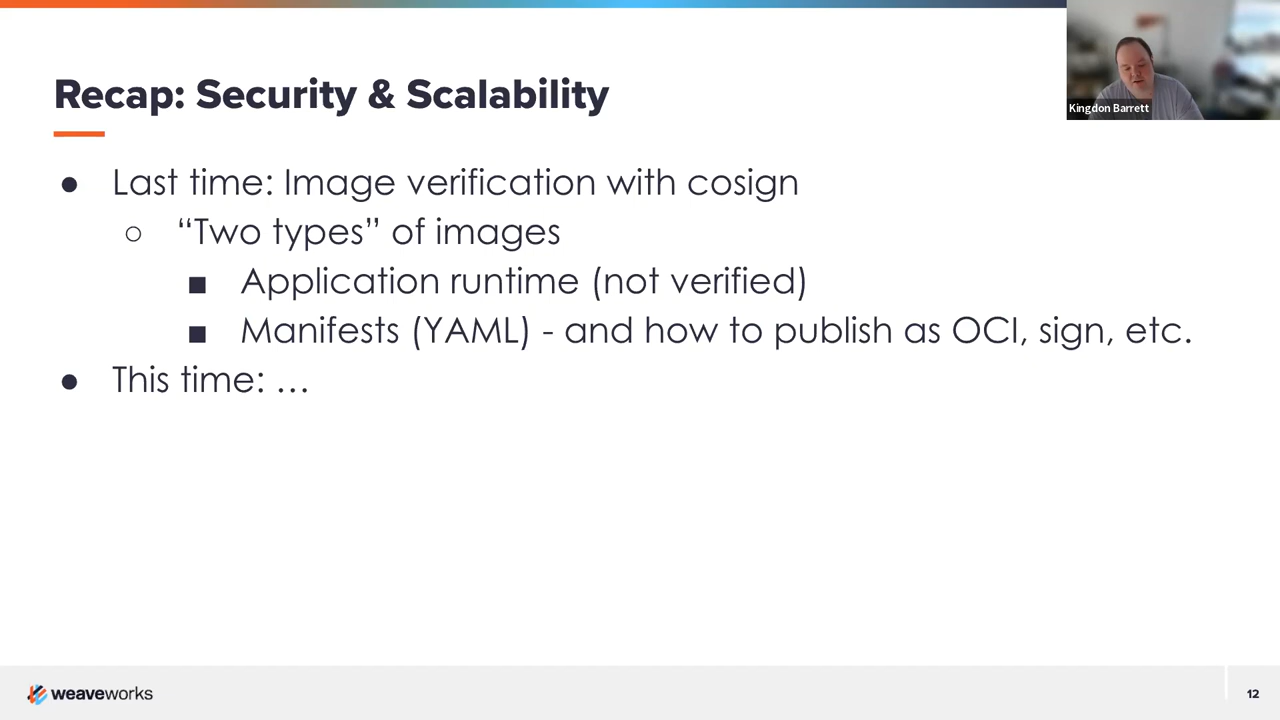 Recap: Security & Scalability
Kingdon Barrett
● Last time: Image verification with cosign
○ “Two types” of images
■ Application runtime (not verified)
■ Manifests (YAML) - and how to publish as OCI, sign, etc.
● This time: …
weaveworks
12